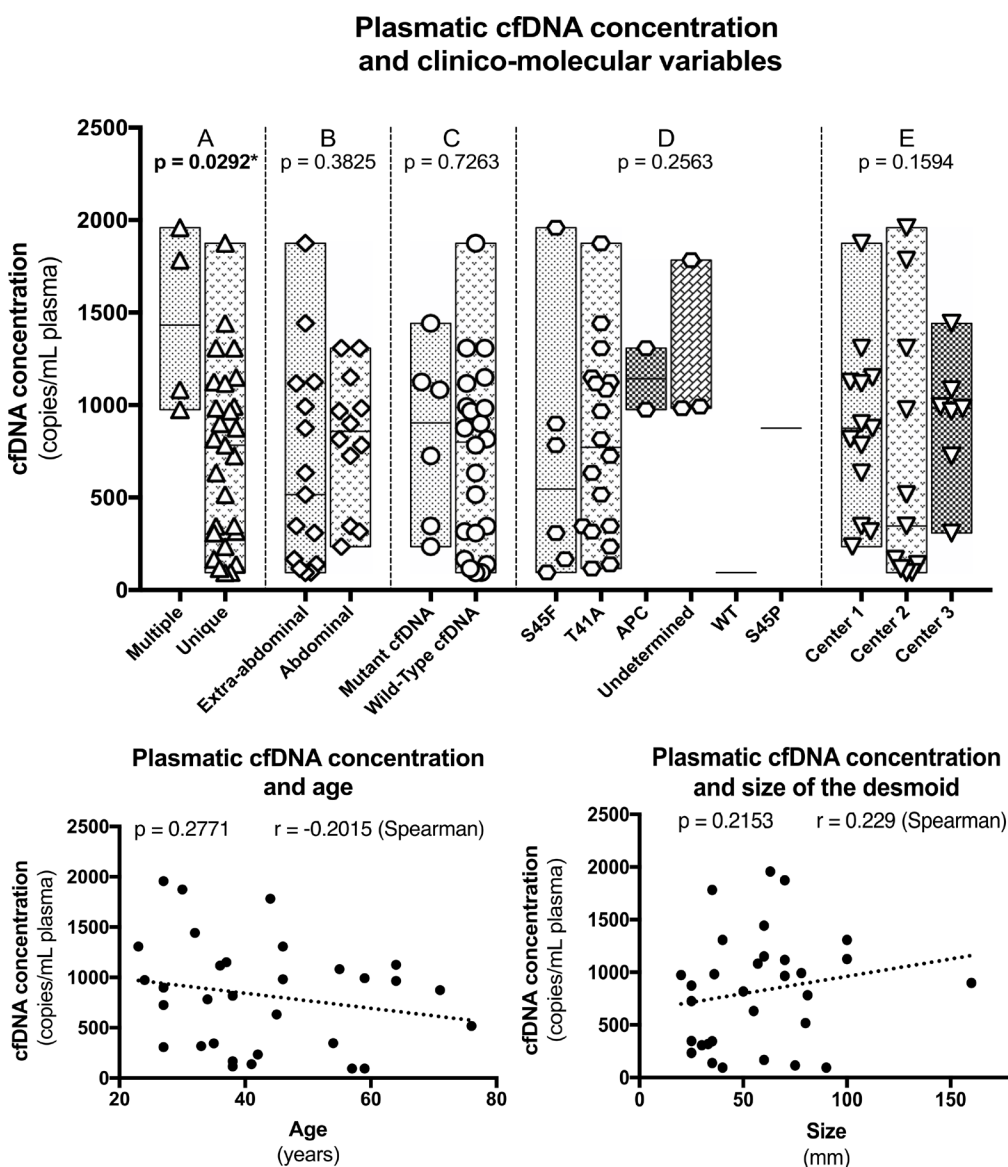 Plasmatic cfDNA concentration
and clinico-molecular variables
A
B
C
D
E
p = 0.0292*
p = 0.3825
p = 0.7263
p = 0.2563
p = 0.1594
cfDNA concentration
(copies/mL plasma)
2500
2000
1500
1000
500
0
Multiple
Unique
Extra-abdominal
Abdominal
Mutant cfDNA
Wild-Type cfDNA
S45F
T41A
APC
Undetermined
WT
S45P
Center 1
Center 2
Center 3
Plasmatic cfDNA concentration
and age
p = 0.2771
r = -0.2015 (Spearman)
cfDNA concentration
(copies/mL plasma)
2500
2000
1500
1000
500
0
20
40
60
80
Age
(years)
Plasmatic cfDNA concentration
and size of the desmoid
p = 0.2153
r = 0.229 (Spearman)
cfDNA concentration
(copies/mL plasma)
2500
2000
1500
1000
500
0
0
50
100
150
Size
(mm)